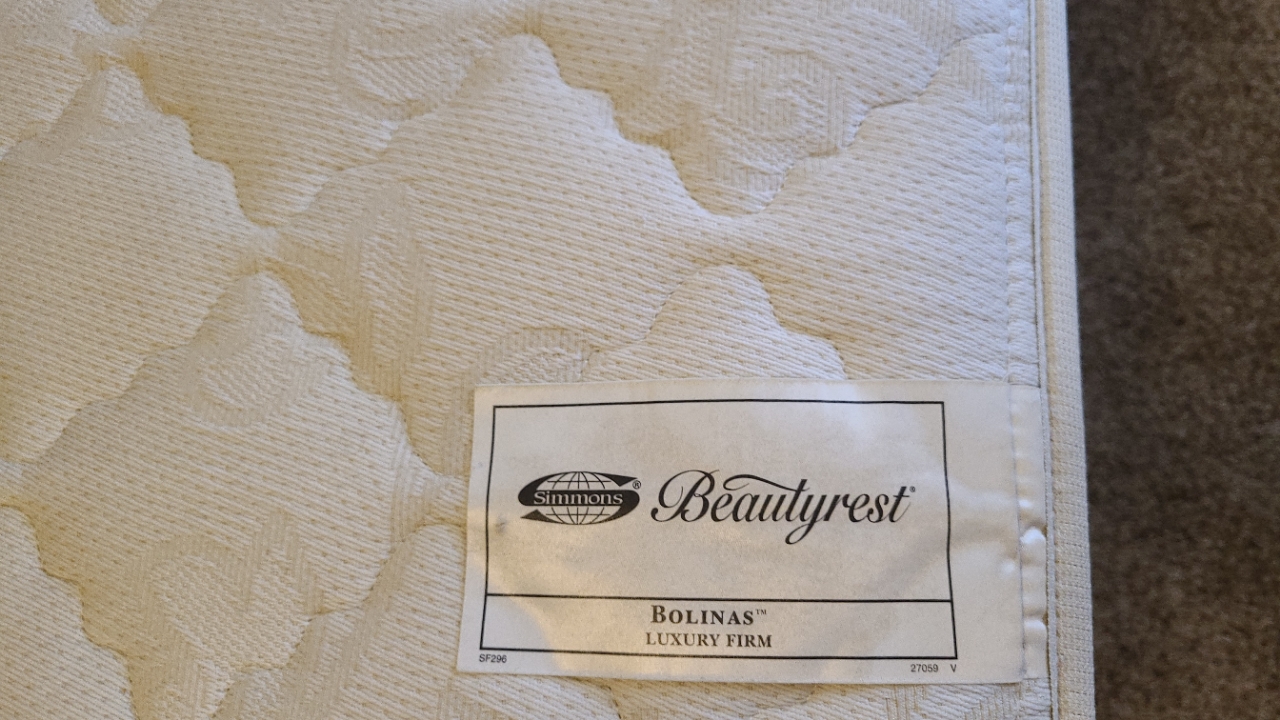 Simmons® Beautyrest®
BOLINAS™
LUXURY FIRM
SF296 27059 V